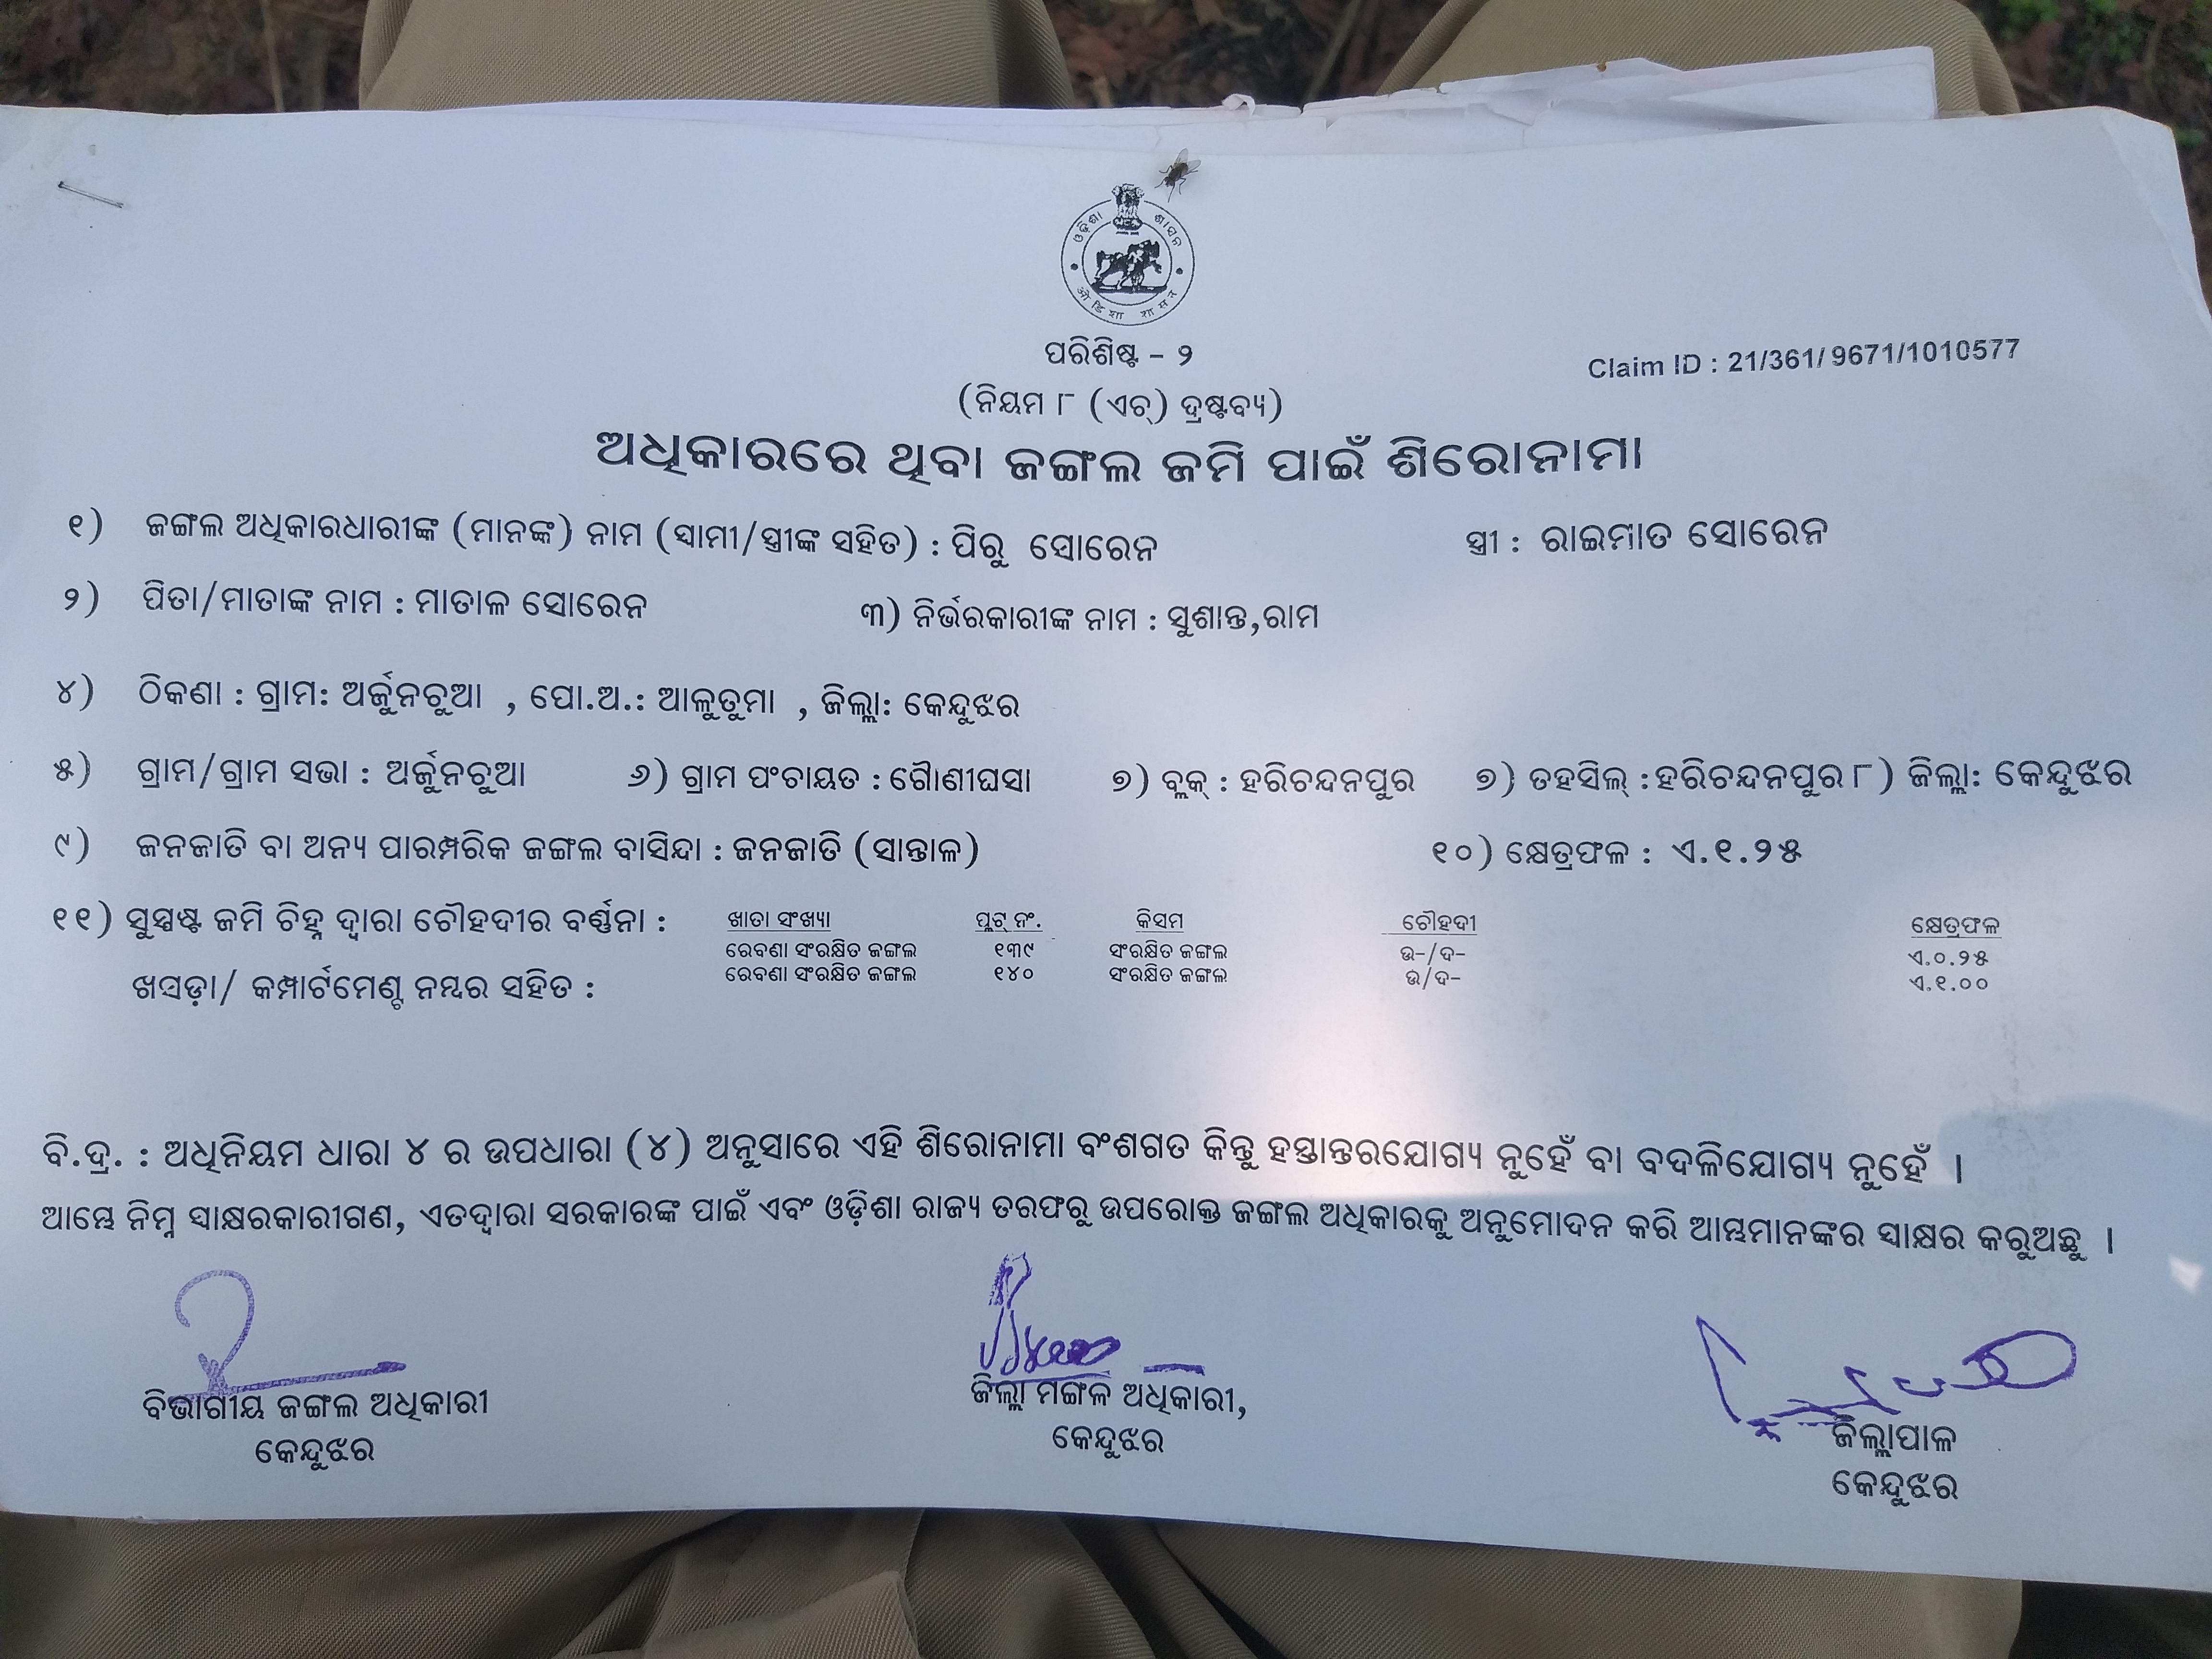 ଓଡ଼ିଶା ଶାସନ
ओडिशा शासन
ପରିଶିଷ୍ଟ - ୨
Claim ID : 21/361/ 9671/1010577
(ନିୟମ ୮ (ଏଚ୍) ଦ୍ରଷ୍ଟବ୍ୟ)
ଅଧିକାରରେ ଥିବା ଜଙ୍ଗଲ ଜମି ପାଇଁ ଶିରୋନାମା
୧) ଜଙ୍ଗଲ ଅଧିକାରଧାରୀଙ୍କ (ମାନଙ୍କ) ନାମ (ସ୍ଵାମୀ/ସ୍ତ୍ରୀଙ୍କ ସହିତ) : ପିରୁ ସୋରେନ ସ୍ତ୍ରୀ : ରାଇମାତ ସୋରେନ
୨) ପିତା/ମାତାଙ୍କ ନାମ : ମାତାଳ ସୋରେନ ୩) ନିର୍ଭରକାରୀଙ୍କ ନାମ : ସୁଶାନ୍ତ,ରାମ
୪) ଠିକଣା : ଗ୍ରାମ: ଅର୍ଜୁନଚୁଆ , ପୋ.ଅ.: ଆଳୁତୁମା , ଜିଲ୍ଲା: କେନ୍ଦୁଝର
୫) ଗ୍ରାମ/ଗ୍ରାମ ସଭା : ଅର୍ଜୁନଚୁଆ ୬) ଗ୍ରାମ ପଂଚାୟତ : ଗୌଣୀଘସା ୭) ବ୍ଲକ୍ : ହରିଚନ୍ଦନପୁର ୭) ତହସିଲ୍ :ହରିଚନ୍ଦନପୁର ୮) ଜିଲ୍ଲା: କେନ୍ଦୁଝର
୯) ଜନଜାତି ବା ଅନ୍ୟ ପାରମ୍ପରିକ ଜଙ୍ଗଲ ବାସିନ୍ଦା : ଜନଜାତି (ସାନ୍ତାଳ) ୧୦) କ୍ଷେତ୍ରଫଳ : ଏ.୧.୨୫
୧୧) ସୁସ୍ପଷ୍ଟ ଜମି ଚିହ୍ନ ଦ୍ଵାରା ଚୌହଦୀର ବର୍ଣ୍ଣନା : ଖାତା ସଂଖ୍ୟା ପ୍ଲଟ୍ ନଂ. କିସମ ଚୌହଦୀ କ୍ଷେତ୍ରଫଳ
ରେବଣା ସଂରକ୍ଷିତ ଜଙ୍ଗଲ ୧୩୯ ସଂରକ୍ଷିତ ଜଙ୍ଗଲ ଉ-/ଦ- ଏ.୦.୨୫
ରେବଣା ସଂରକ୍ଷିତ ଜଙ୍ଗଲ ୧୪୦ ସଂରକ୍ଷିତ ଜଙ୍ଗଲ ଉ/ଦ- ଏ.୧.୦୦
ଖସଡ଼ା/ କମ୍ପାର୍ଟମେଣ୍ଟ ନମ୍ବର ସହିତ :
ବି.ଦ୍ର. : ଅଧିନିୟମ ଧାରା ୪ ର ଉପଧାରା (୪) ଅନୁସାରେ ଏହି ଶିରୋନାମା ବଂଶଗତ କିନ୍ତୁ ହସ୍ତାନ୍ତରଯୋଗ୍ୟ ନୁହେଁ ବା ବଦଳିଯୋଗ୍ୟ ନୁହେଁ ।
ଆମ୍ଭେ ନିମ୍ନ ସ୍ଵାକ୍ଷରକାରୀଗଣ, ଏତଦ୍ଵାରା ସରକାରଙ୍କ ପାଇଁ ଏବଂ ଓଡ଼ିଶା ରାଜ୍ୟ ତରଫରୁ ଉପରୋକ୍ତ ଜଙ୍ଗଲ ଅଧିକାରକୁ ଅନୁମୋଦନ କରି ଆମ୍ଭମାନଙ୍କର ସ୍ଵାକ୍ଷର କରୁଅଛୁ ।
ବିଭାଗୀୟ ଜଙ୍ଗଲ ଅଧିକାରୀ
କେନ୍ଦୁଝର
ଜିଲ୍ଲା ମଙ୍ଗଳ ଅଧିକାରୀ,
କେନ୍ଦୁଝର
ଜିଲ୍ଲାପାଳ
କେନ୍ଦୁଝର